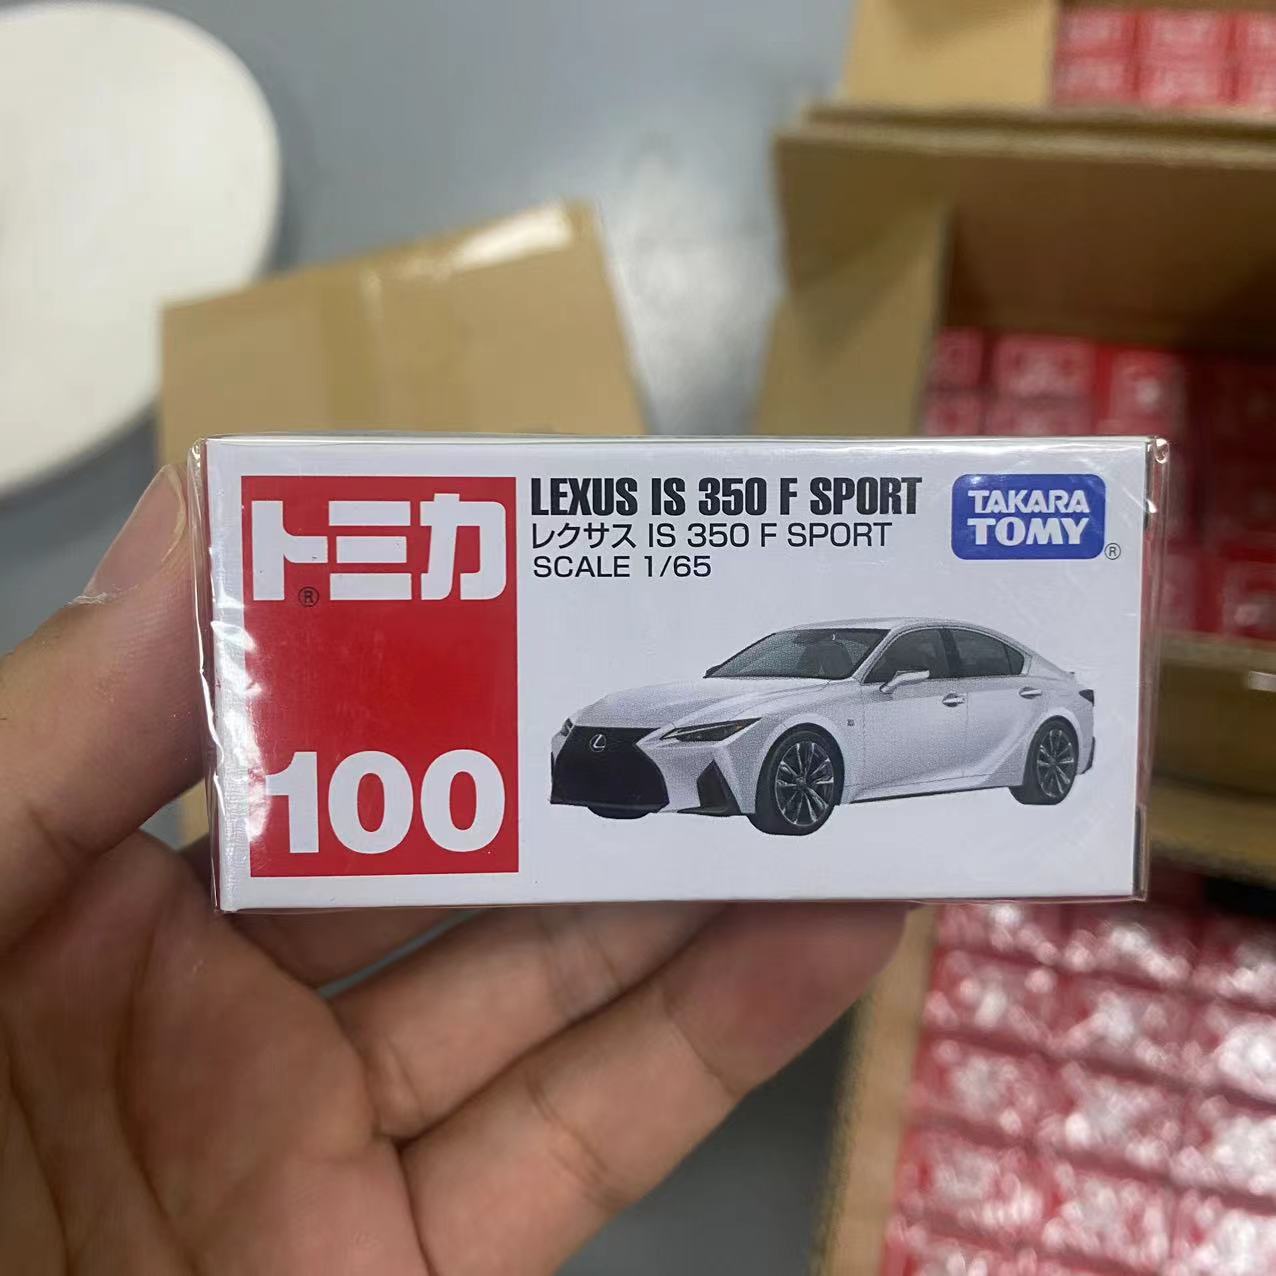 トミカ
®
100
LEXUS IS 350 F SPORT
レクサス IS 350 F SPORT
SCALE 1/65
TAKARA
TOMY
®